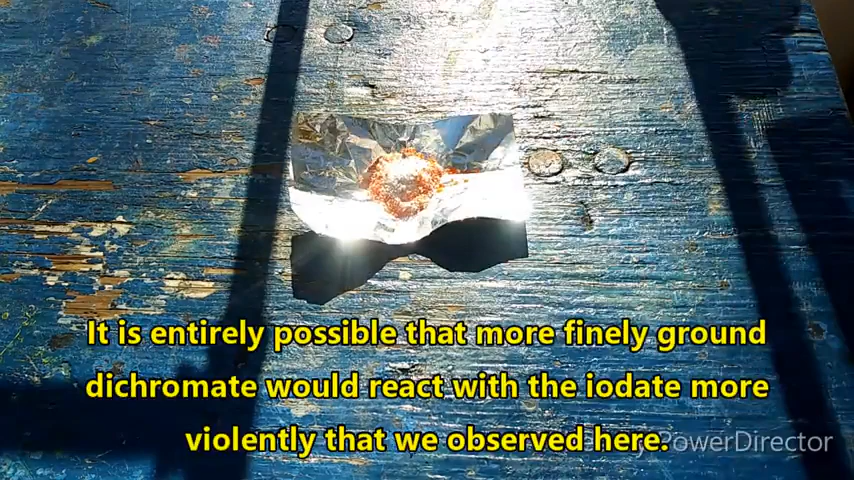 It is entirely possible that more finely ground
dichromate would react with the iodate more
violently that we observed here.
PowerDirector